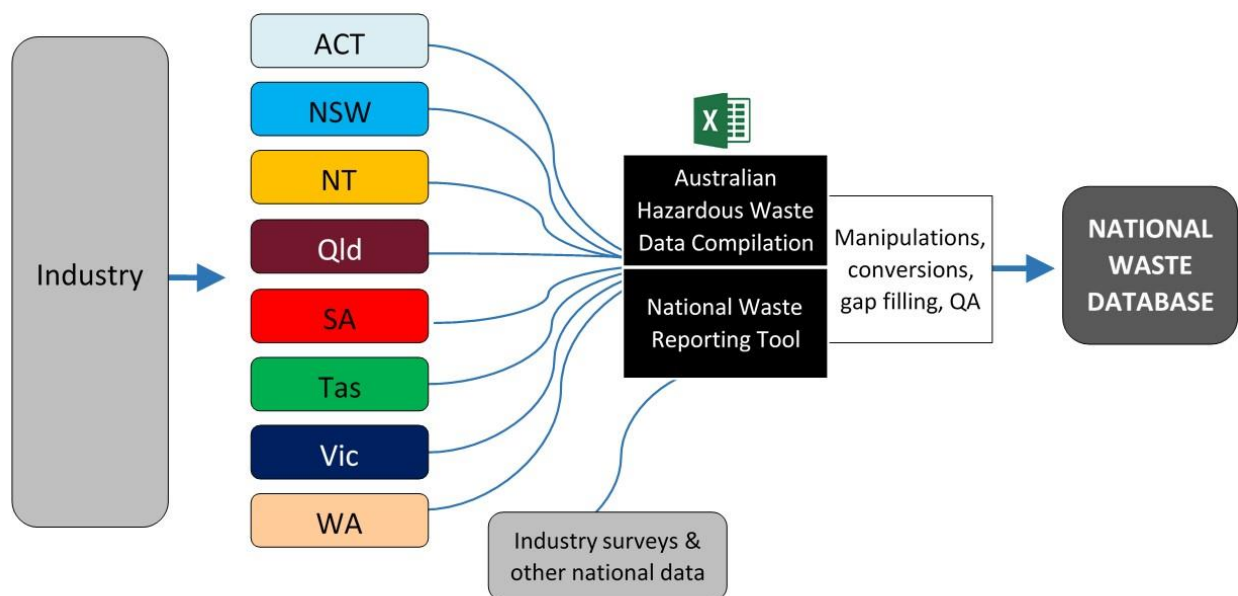 Industry
ACT
NSW
NT
Qld
SA
Tas
Vic
WA
Industry surveys &
other national data
X
Australian
Hazardous Waste
Data Compilation
National Waste
Reporting Tool
Manipulations,
conversions,
gap filling, QA
NATIONAL
WASTE
DATABASE